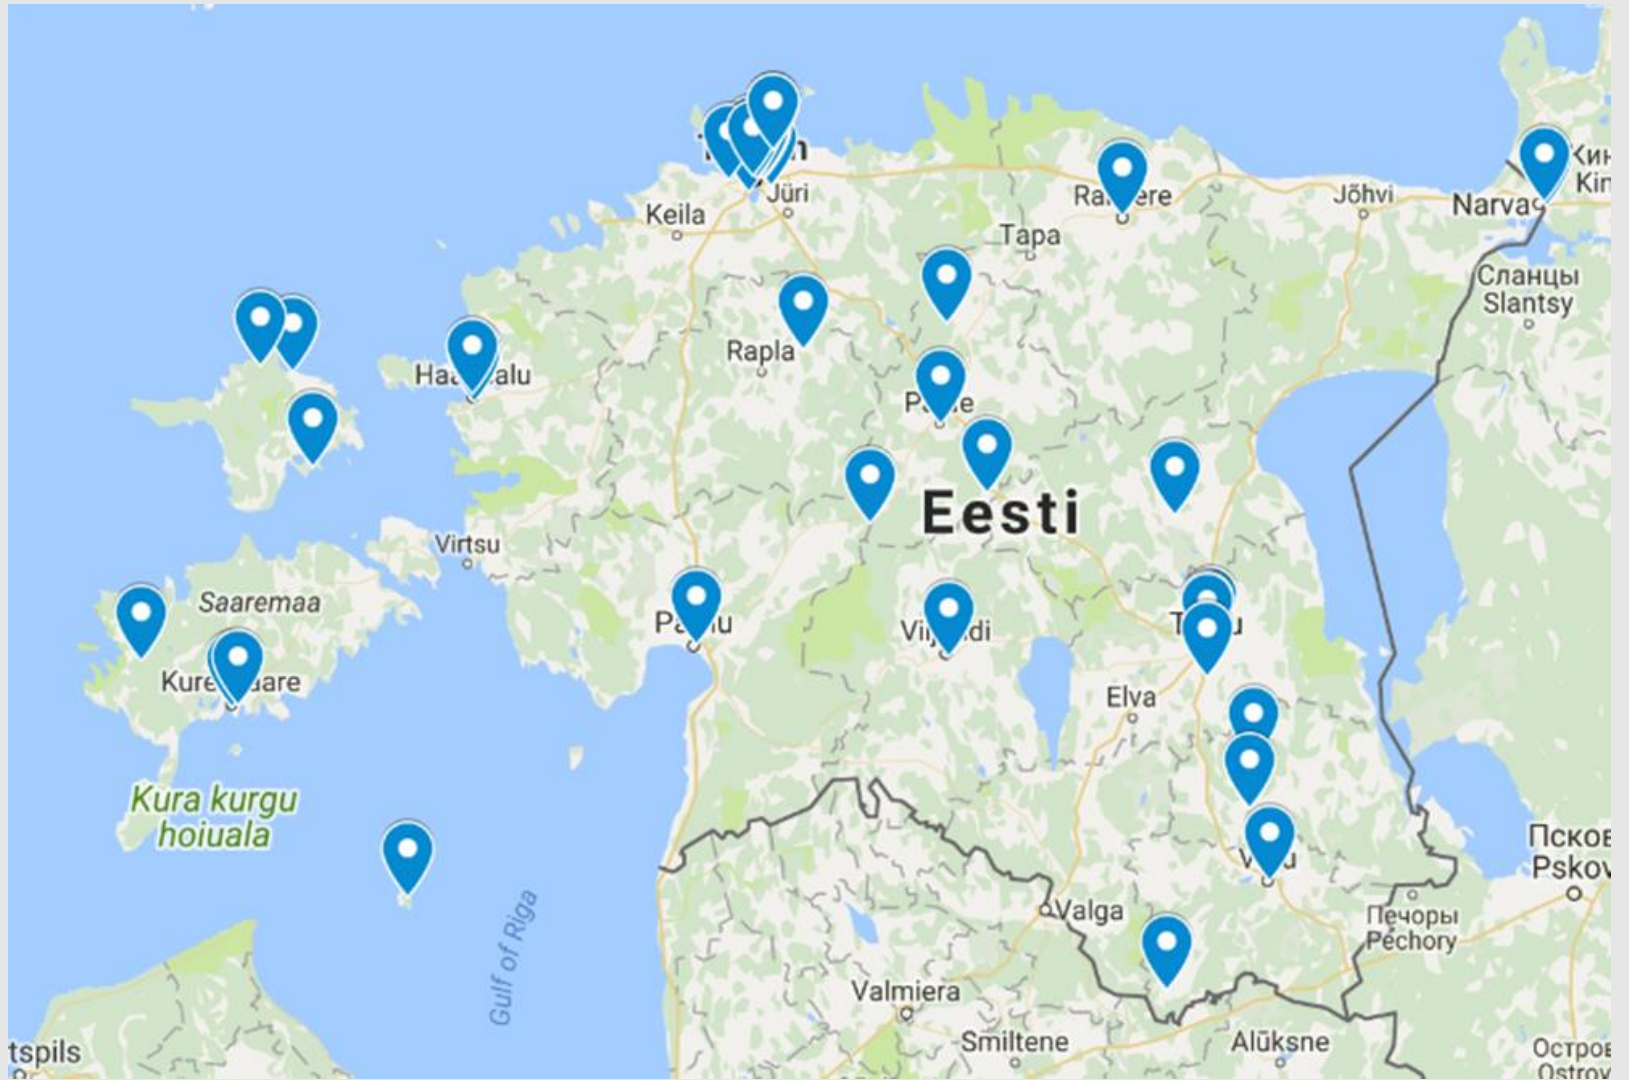 Кин
Kin
Jüri
Keila
Jõhvi
Narva
Tapa
Сланцы
Slantsy
Rapla
Eesti
Virtsu
Saaremaa
Elva
Kura kurgu
hoiuala
Псков
Pskov
Gulf of Riga
Valga
Печоры
Pechory
Valmiera
Smiltene
Alūksne
tspils
Остров
Ostrov